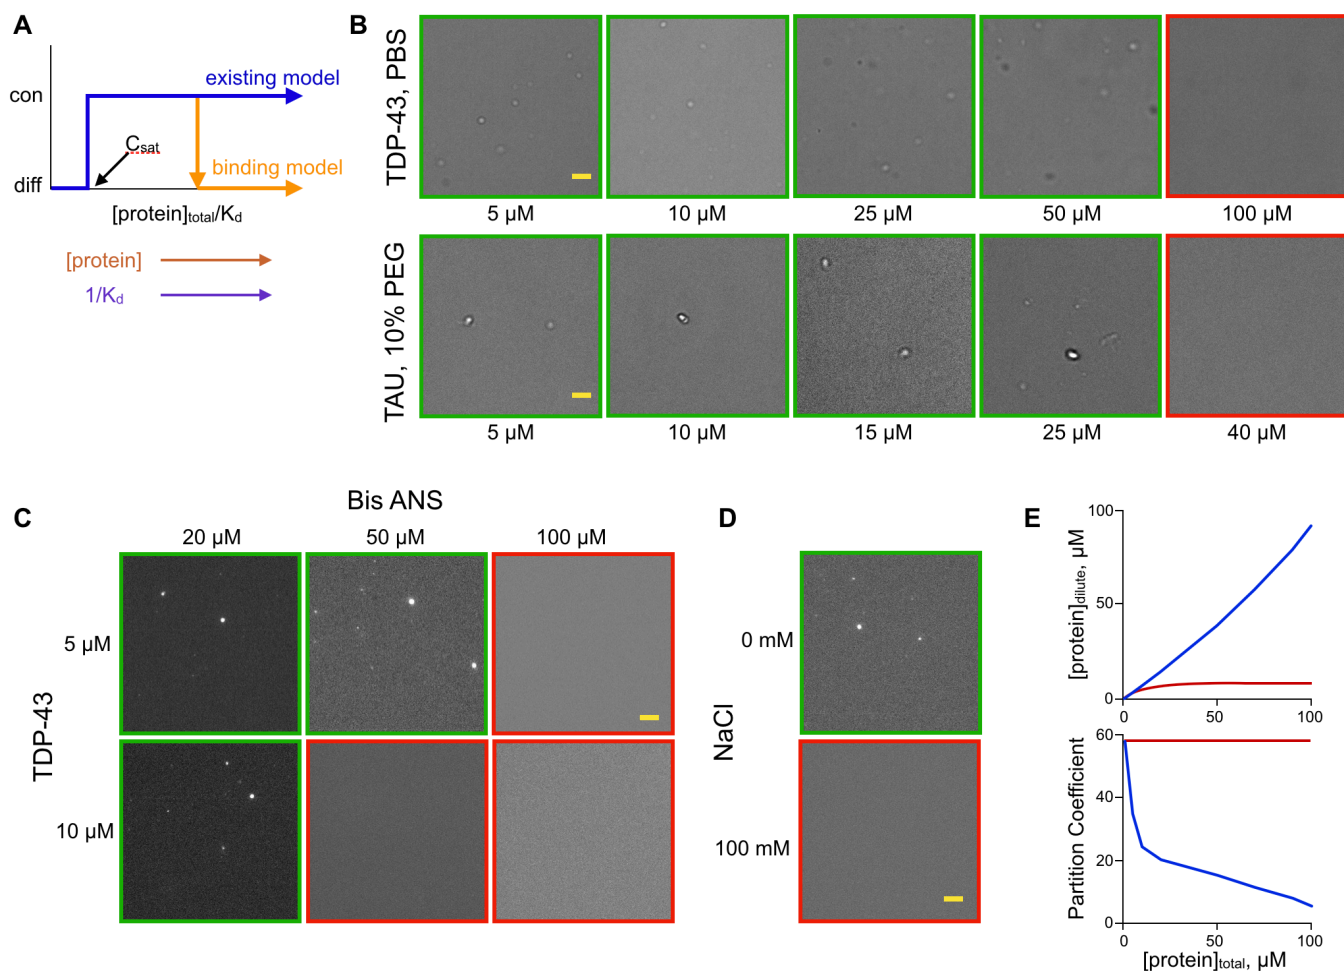 A
con
existing model
Csat
binding model
diff
[protein]total/Kd
[protein]
1/Kd
B
TDP-43, PBS
5 µM
10 µM
25 µM
50 µM
100 µM
TAU, 10% PEG
5 µM
10 µM
15 µM
25 µM
40 µM
C
Bis ANS
20 µM
50 µM
100 µM
TDP-43
5 µM
10 µM
D
NaCl
0 mM
100 mM
E
[protein]dilute, µM
100
50
0
Partition Coefficient
60
40
20
0
0
50
100
0
50
100
[protein]total, µM